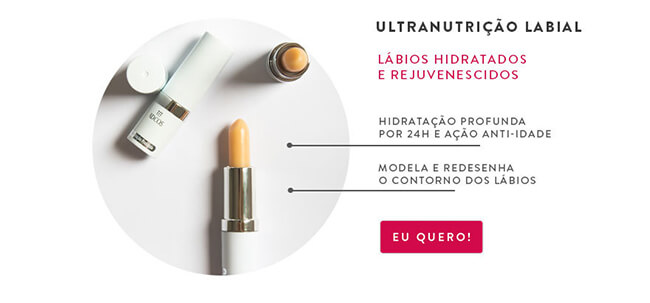 ULTRANUTRIÇÃO LABIAL
LÁBIOS HIDRATADOS
E REJUVENESCIDOS
HIDRATAÇÃO PROFUNDA
POR 24H E AÇÃO ANTI-IDADE
MODELA E REDESENHA
O CONTORNO DOS LÁBIOS
EU QUERO!